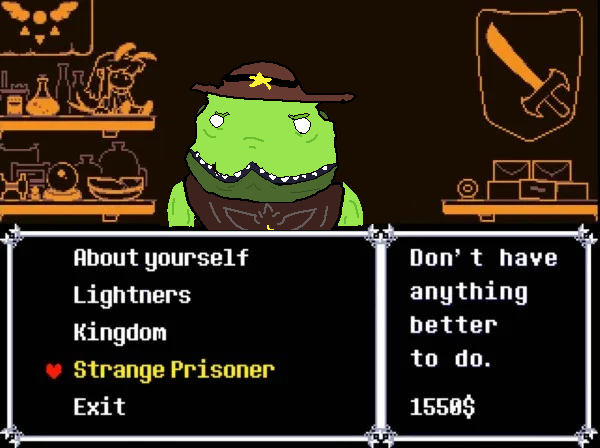 About yourself
Lightners
Kingdom
Strange Prisoner
Exit
Don't have
anything
better
to do.
1550$